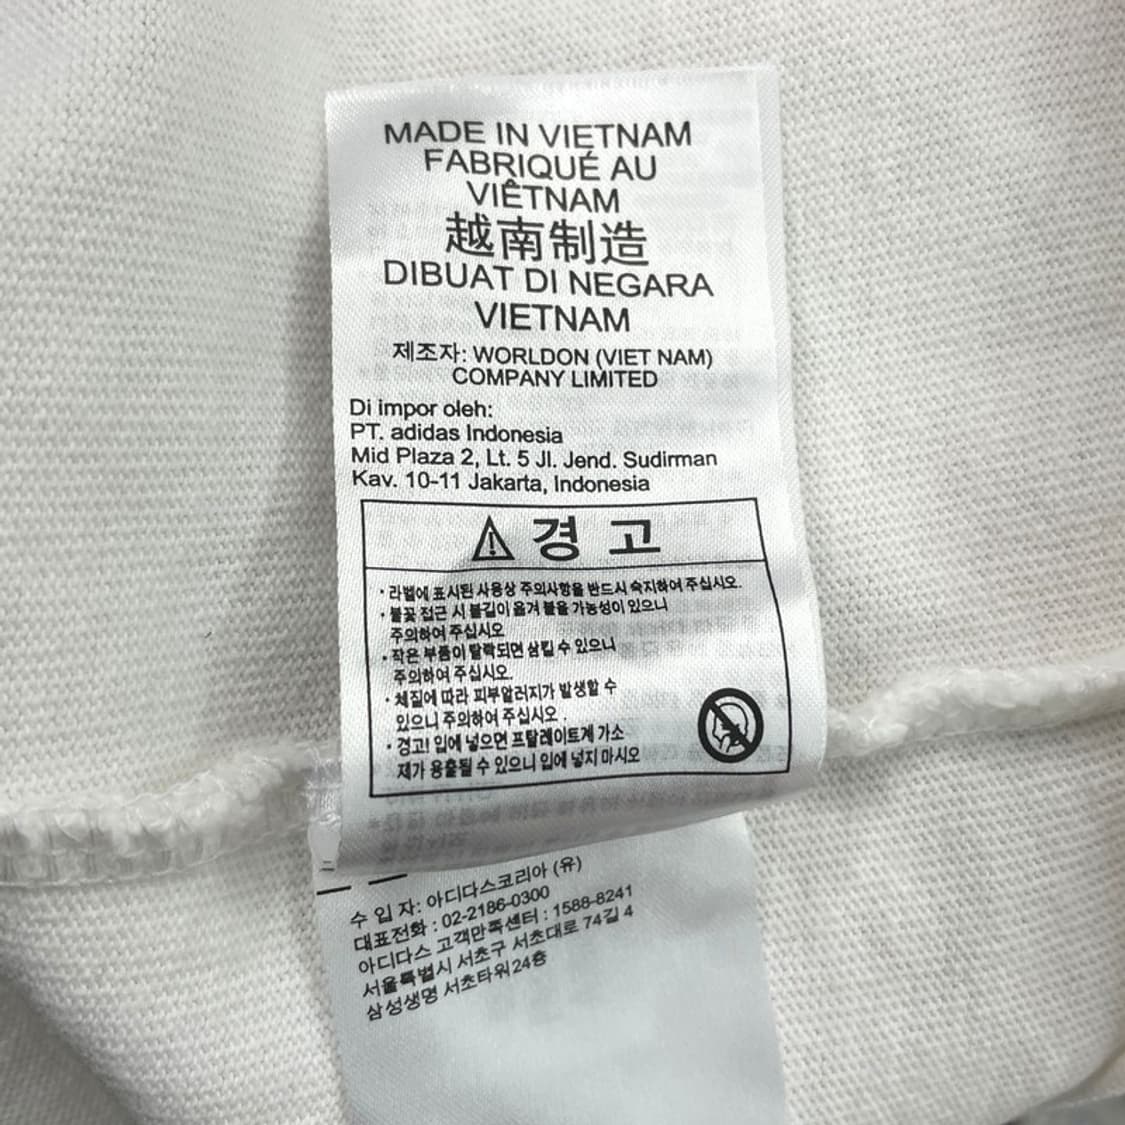 MADE IN VIETNAM
FABRIQUÉ AU
VIÊTNAM
越南制造
DIBUAT DI NEGARA
VIETNAM
제조자: WORLDON (VIET NAM)
COMPANY LIMITED
Di impor oleh:
PT. adidas Indonesia
Mid Plaza 2, Lt. 5 Jl. Jend. Sudirman
Kav. 10-11 Jakarta, Indonesia
경 고
· 라벨에 표시된 사용상 주의사항을 반드시 숙지하여 주십시오.
· 불꽃 접근 시 불길이 옮겨 붙을 가능성이 있으니
주의하여 주십시오
· 작은 부품이 탈락되면 삼킬 수 있으니
주의하여 주십시오.
· 체질에 따라 피부알러지가 발생할 수
있으니 주의하여 주십시오 .
· 경고! 입에 넣으면 프탈레이트계 가소
제가 용출될 수 있으니 입에 넣지 마시오
수 입 자: 아디다스코리아 (유)
대표전화 : 02-2186-0300
아디다스 고객만족센터 : 1588-8241
서울특별시 서초구 서초대로 74길 4
삼성생명 서초타워24층